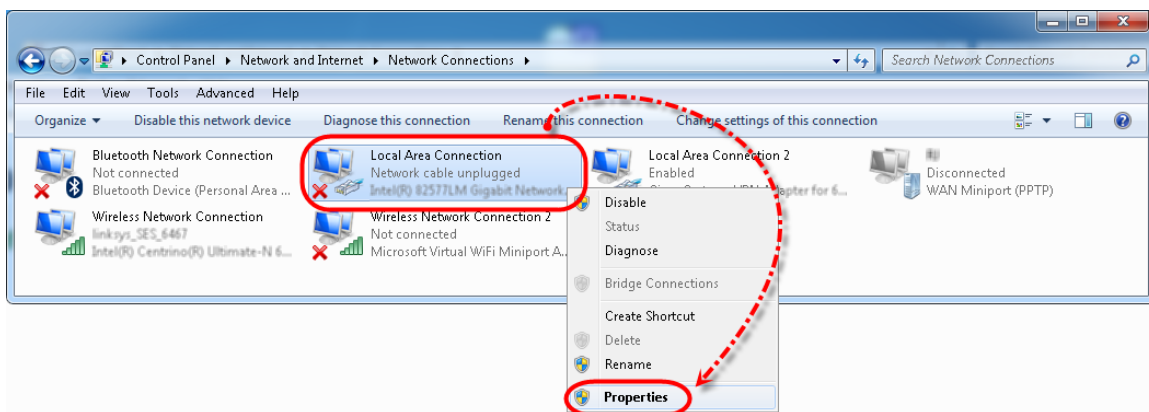 Control Panel ▸ Network and Internet ▸ Network Connections ▸
Search Network Connections
File Edit View Tools Advanced Help
Organize Disable this network device Diagnose this connection Rename this connection Change settings of this connection
Bluetooth Network Connection
Not connected
Bluetooth Device (Personal Area ...
Local Area Connection
Network cable unplugged
Intel(R) 82577LM Gigabit Network
Local Area Connection 2
Enabled
Adapter for 6...
Disconnected
WAN Miniport (PPTP)
Wireless Network Connection
linksys_SES_6467
Intel(R) Centrino(R) Ultimate-N 6...
Wireless Network Connection 2
Not connected
Microsoft Virtual WiFi Miniport A...
Disable
Status
Diagnose
Bridge Connections
Create Shortcut
Delete
Rename
Properties